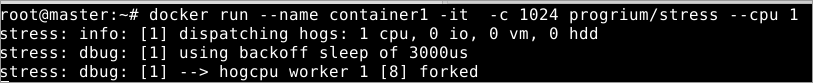 root@master:~# docker run --name container1 -it  -c 1024 progrium/stress --cpu 1
stress: info: [1] dispatching hogs: 1 cpu, 0 io, 0 vm, 0 hdd
stress: dbug: [1] using backoff sleep of 3000us
stress: dbug: [1] --> hogcpu worker 1 [8] forked